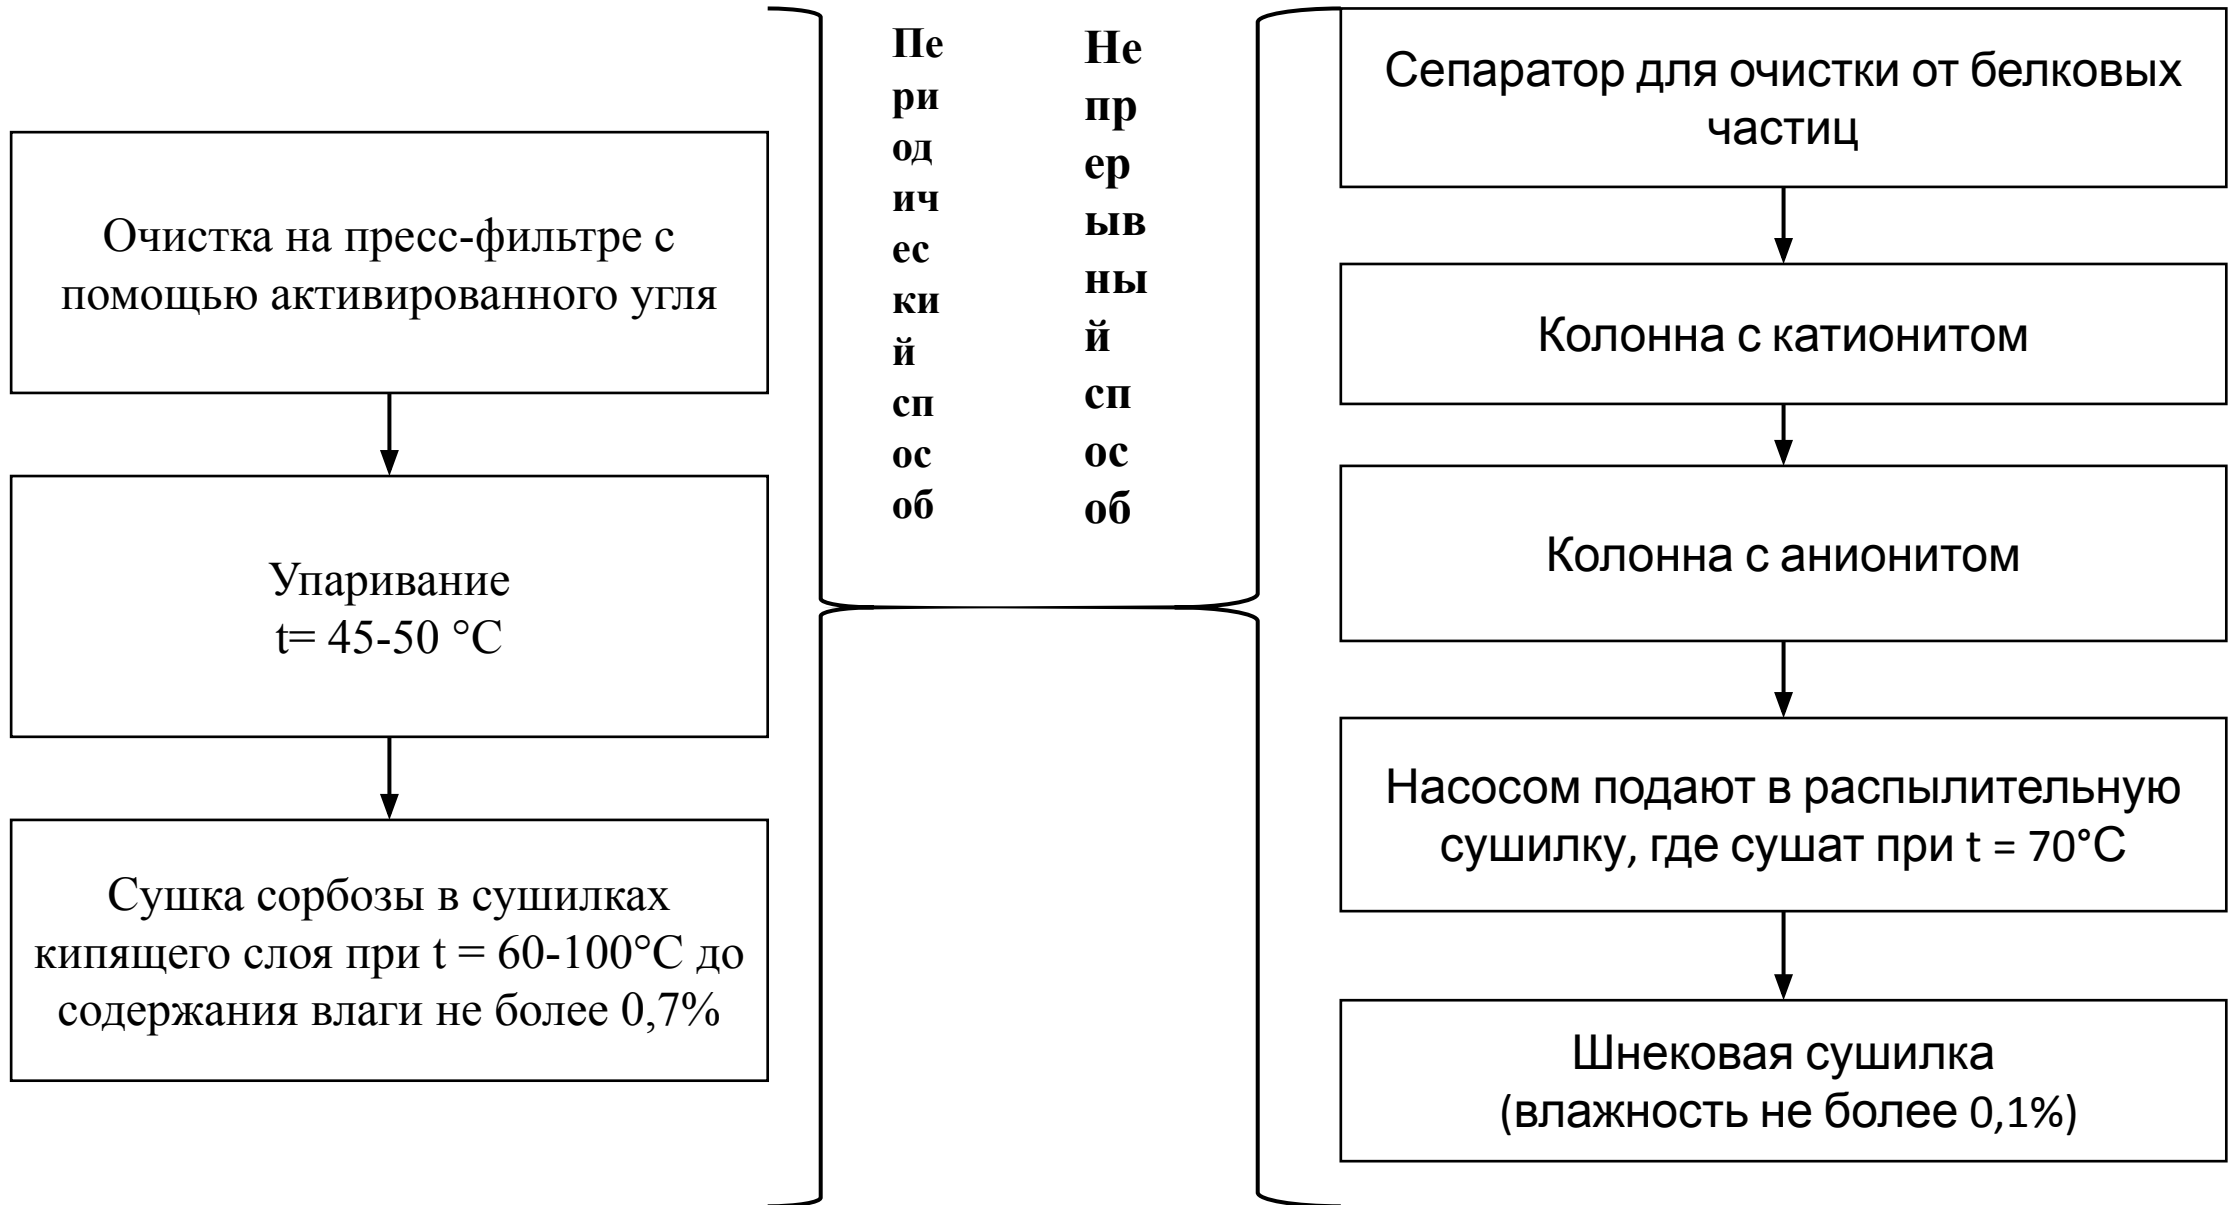 Очистка на пресс-фильтре с
помощью активированного угля
Упаривание
t= 45-50 °C
Сушка сорбозы в сушилках
кипящего слоя при t = 60-100°С до
содержания влаги не более 0,7%
Пе
ри
од
ич
ес
ки
й
сп
ос
об
Не
пр
ер
ыв
ны
й
сп
ос
об
Сепаратор для очистки от белковых
частиц
Колонна с катионитом
Колонна с анионитом
Насосом подают в распылительную
сушилку, где сушат при t = 70°С
Шнековая сушилка
(влажность не более 0,1%)